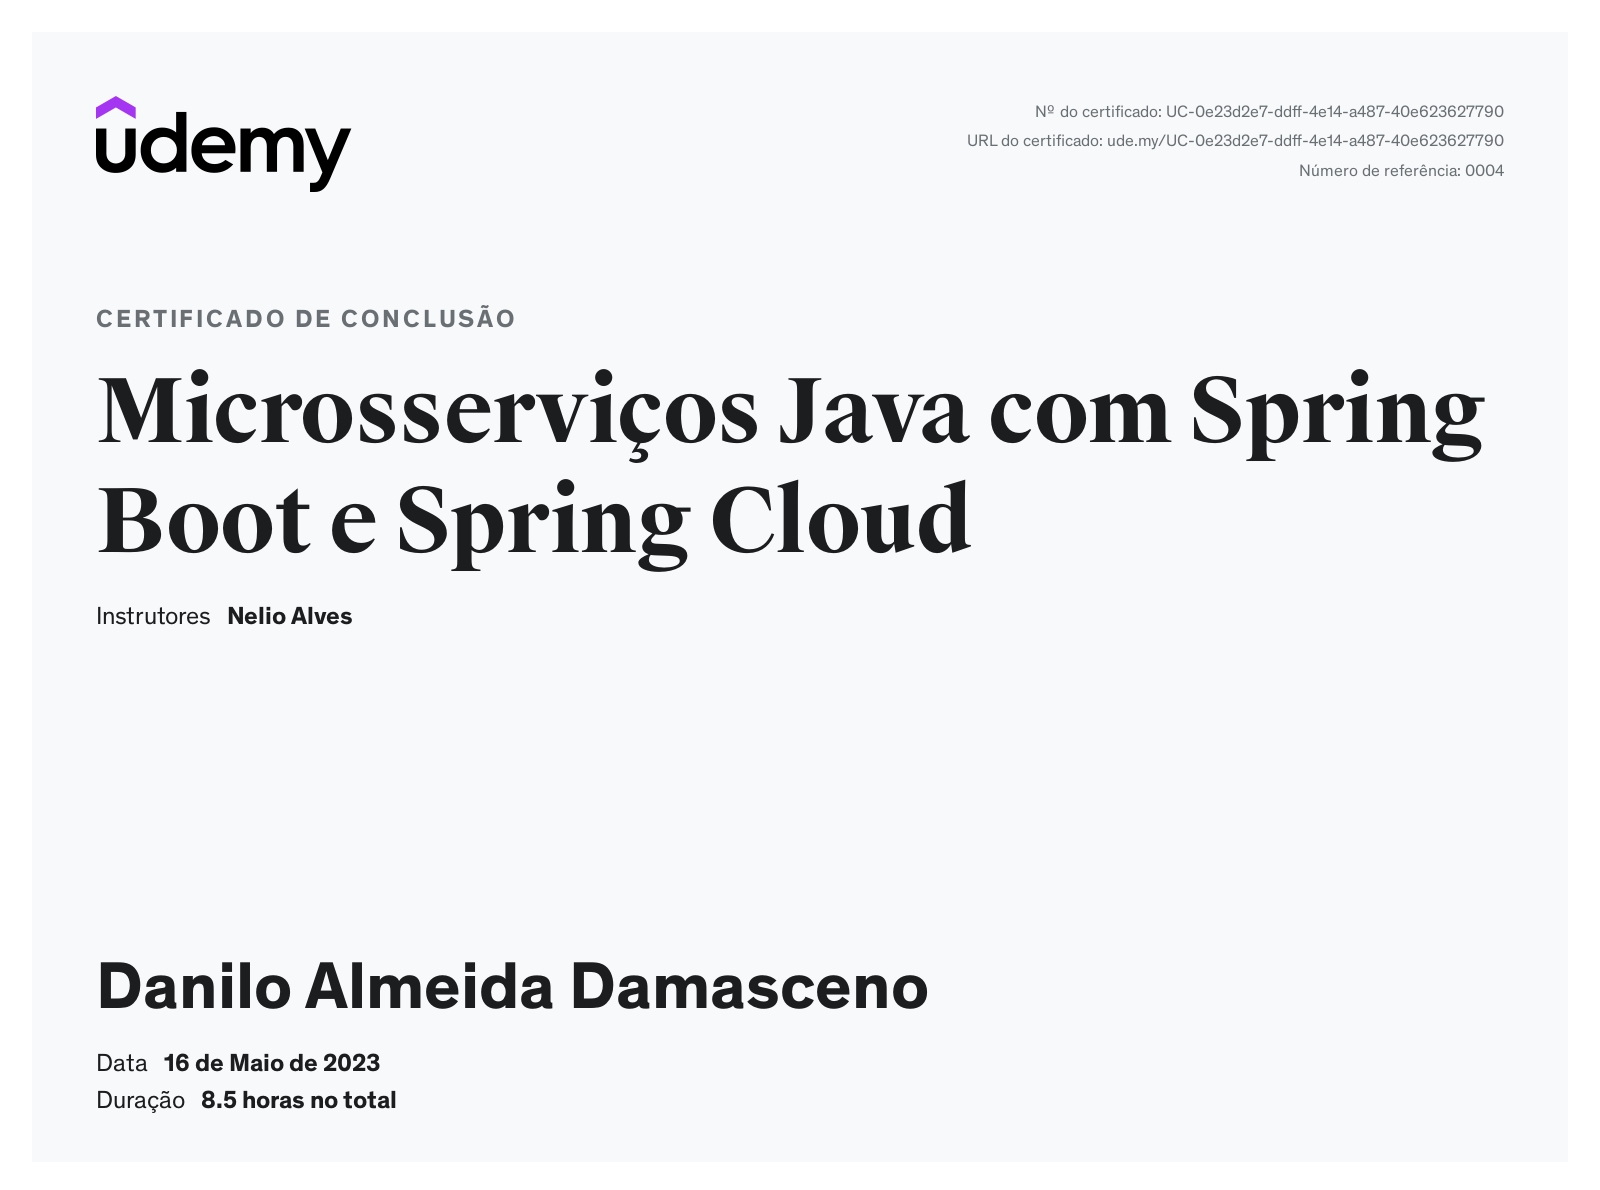 udemy
Nº do certificado: UC-0e23d2e7-ddff-4e14-a487-40e623627790
URL do certificado: ude.my/UC-0e23d2e7-ddff-4e14-a487-40e623627790
Número de referência: 0004
CERTIFICADO DE CONCLUSÃO
Microsserviços Java com Spring
Boot e Spring Cloud
Instrutores Nelio Alves
Danilo Almeida Damasceno
Data 16 de Maio de 2023
Duração 8.5 horas no total